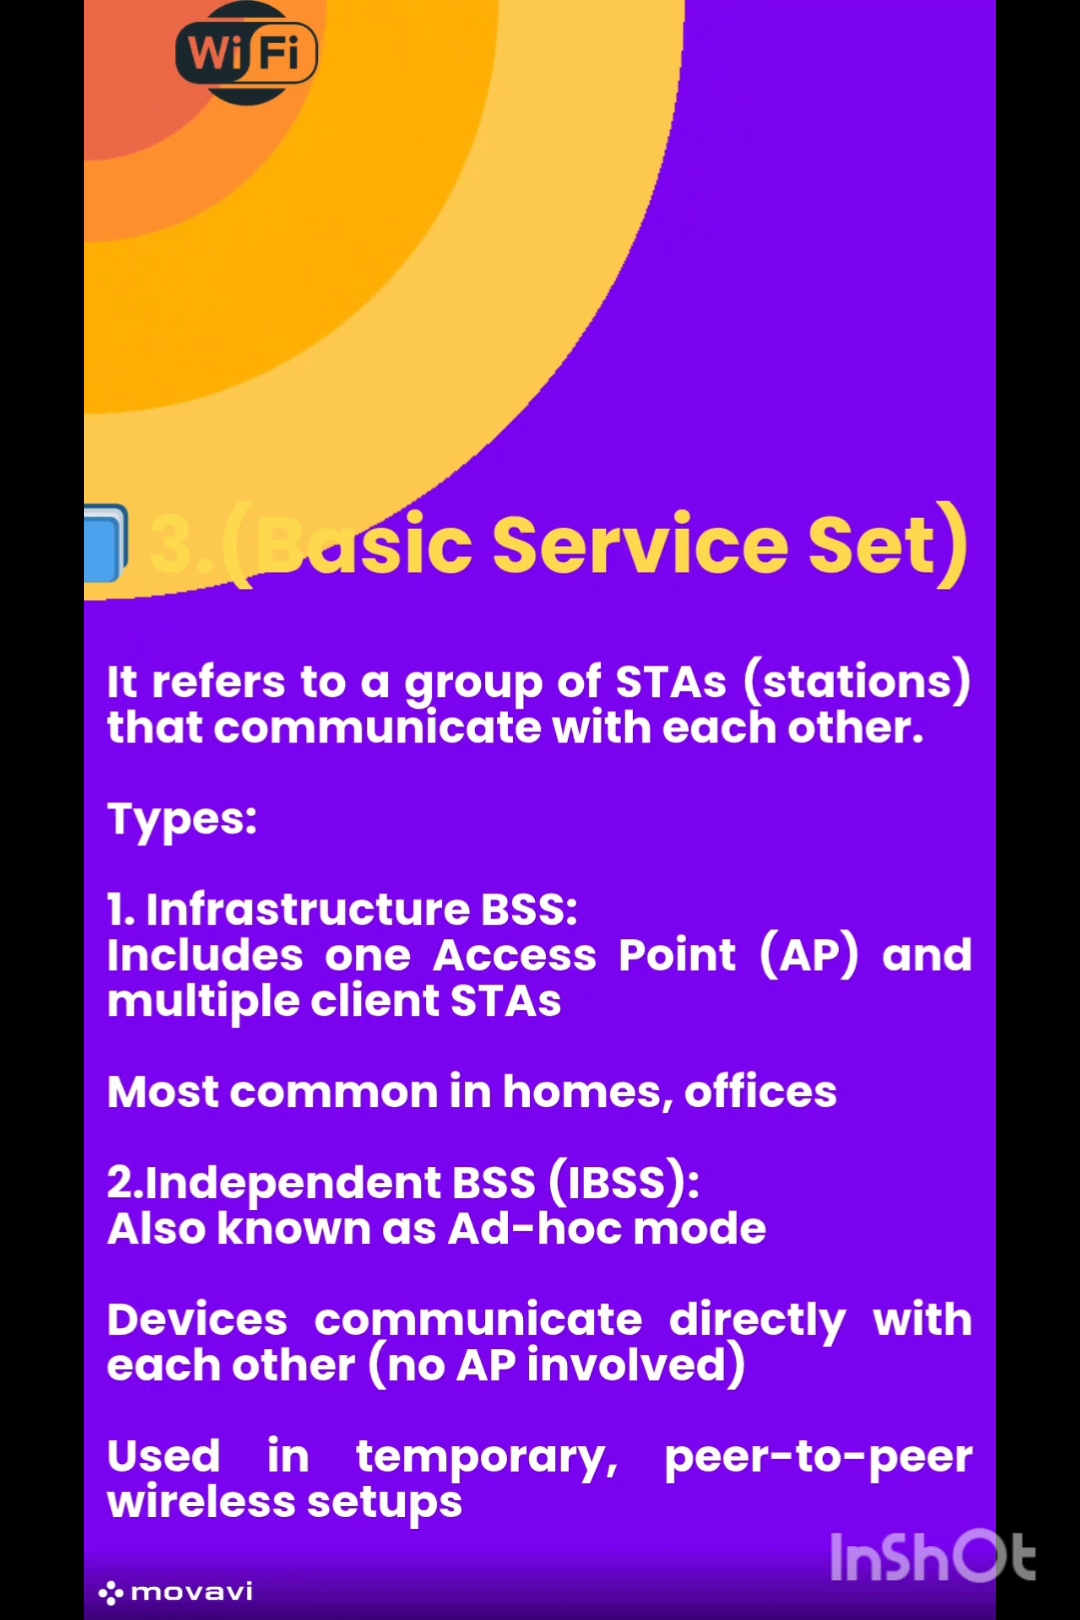 WiFi
3.(Basic Service Set)
It refers to a group of STAs (stations)
that communicate with each other.
Types:
1. Infrastructure BSS:
Includes one Access Point (AP) and
multiple client STAs
Most common in homes, offices
2.Independent BSS (IBSS):
Also known as Ad-hoc mode
Devices communicate directly with
each other (no AP involved)
Used in temporary, peer-to-peer
wireless setups
InShOt
movavi